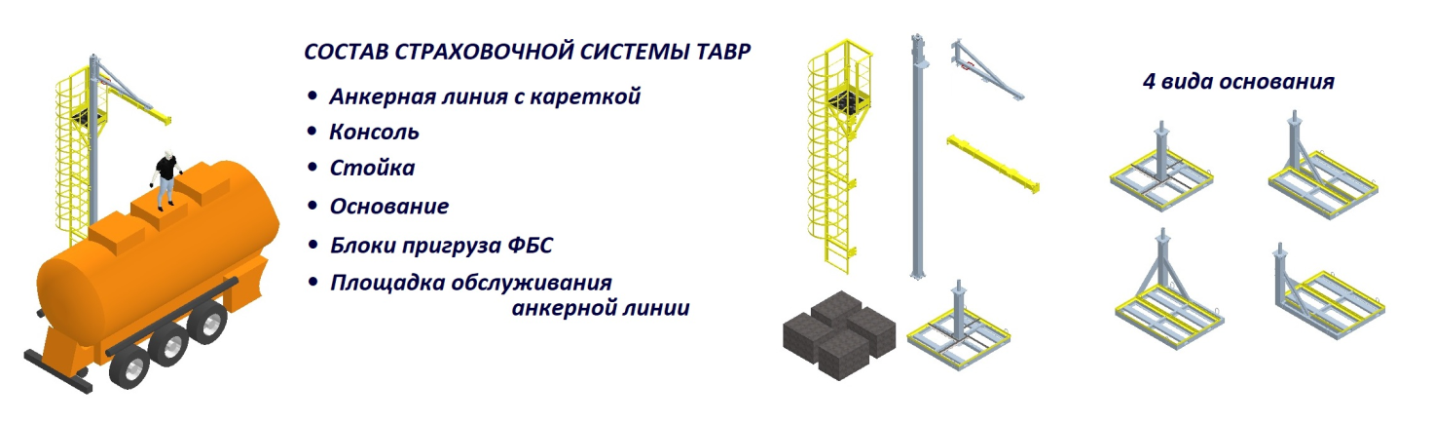 СОСТАВ СТРАХОВОЧНОЙ СИСТЕМЫ ТАВР
• Анкерная линия с кареткой
• Консоль
• Стойка
• Основание
• Блоки пригруза ФБС
• Площадка обслуживания
анкерной линии
4 вида основания